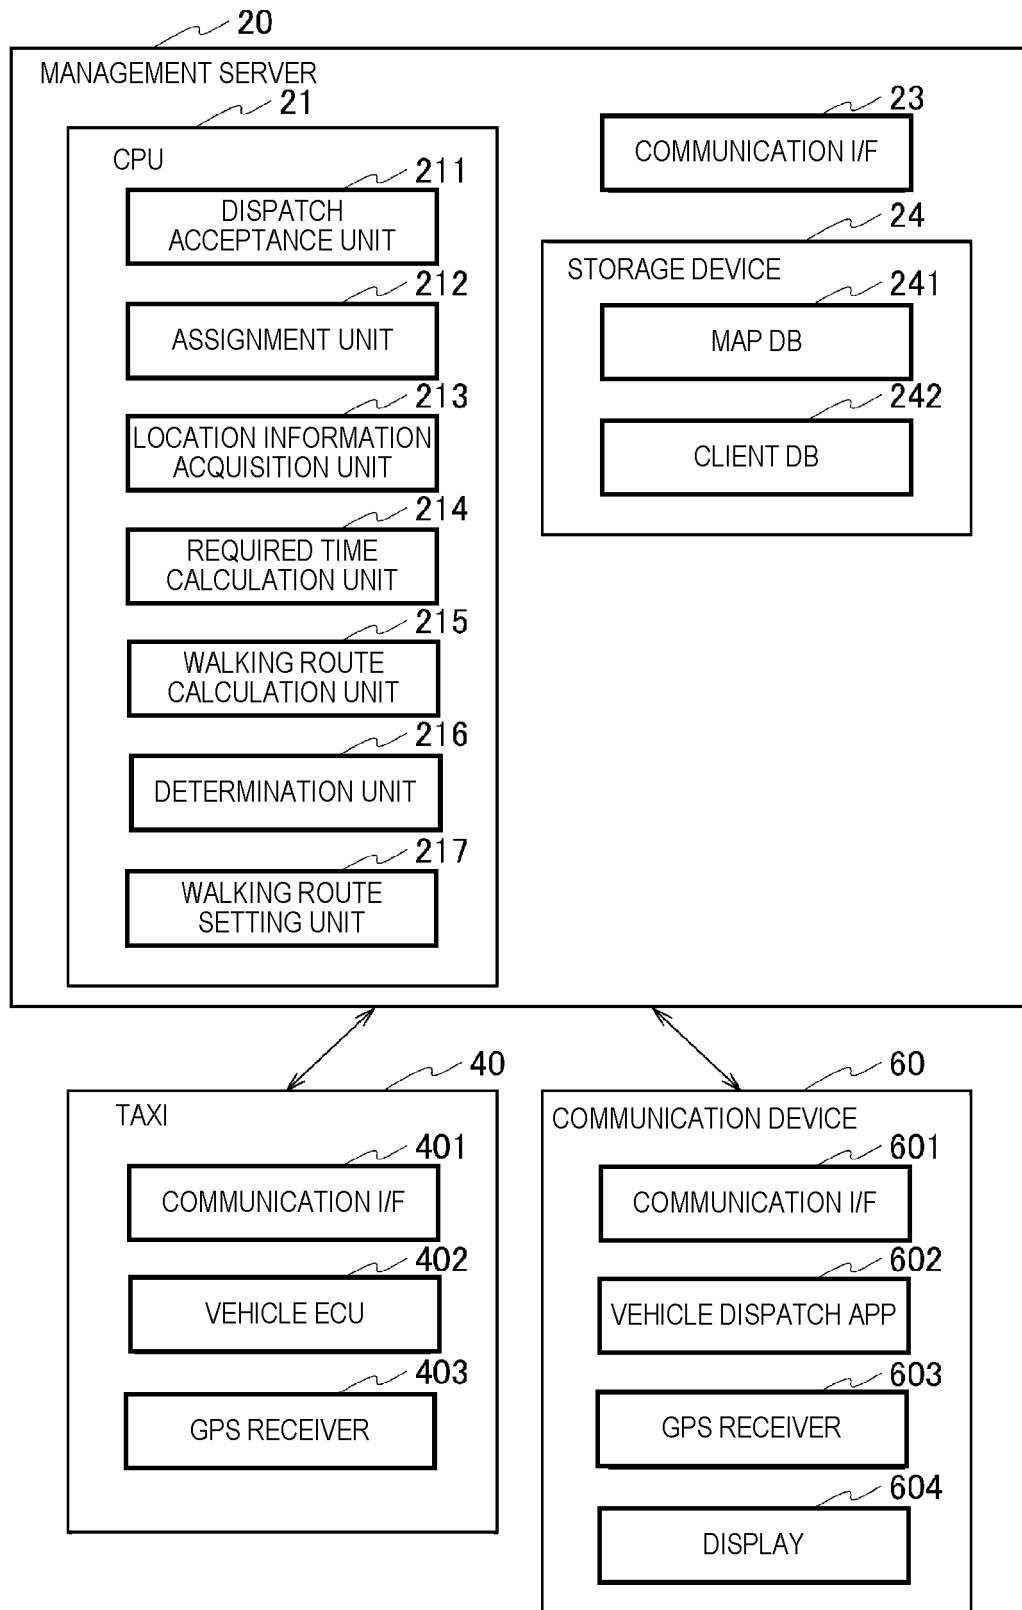 20
MANAGEMENT SERVER
21
CPU
211
DISPATCH
ACCEPTANCE UNIT
212
ASSIGNMENT UNIT
213
LOCATION INFORMATION
ACQUISITION UNIT
214
REQUIRED TIME
CALCULATION UNIT
215
WALKING ROUTE
CALCULATION UNIT
216
DETERMINATION UNIT
217
WALKING ROUTE
SETTING UNIT
23
COMMUNICATION I/F
24
STORAGE DEVICE
241
MAP DB
242
CLIENT DB
40
TAXI
401
COMMUNICATION I/F
402
VEHICLE ECU
403
GPS RECEIVER
60
COMMUNICATION DEVICE
601
COMMUNICATION I/F
602
VEHICLE DISPATCH APP
603
GPS RECEIVER
604
DISPLAY